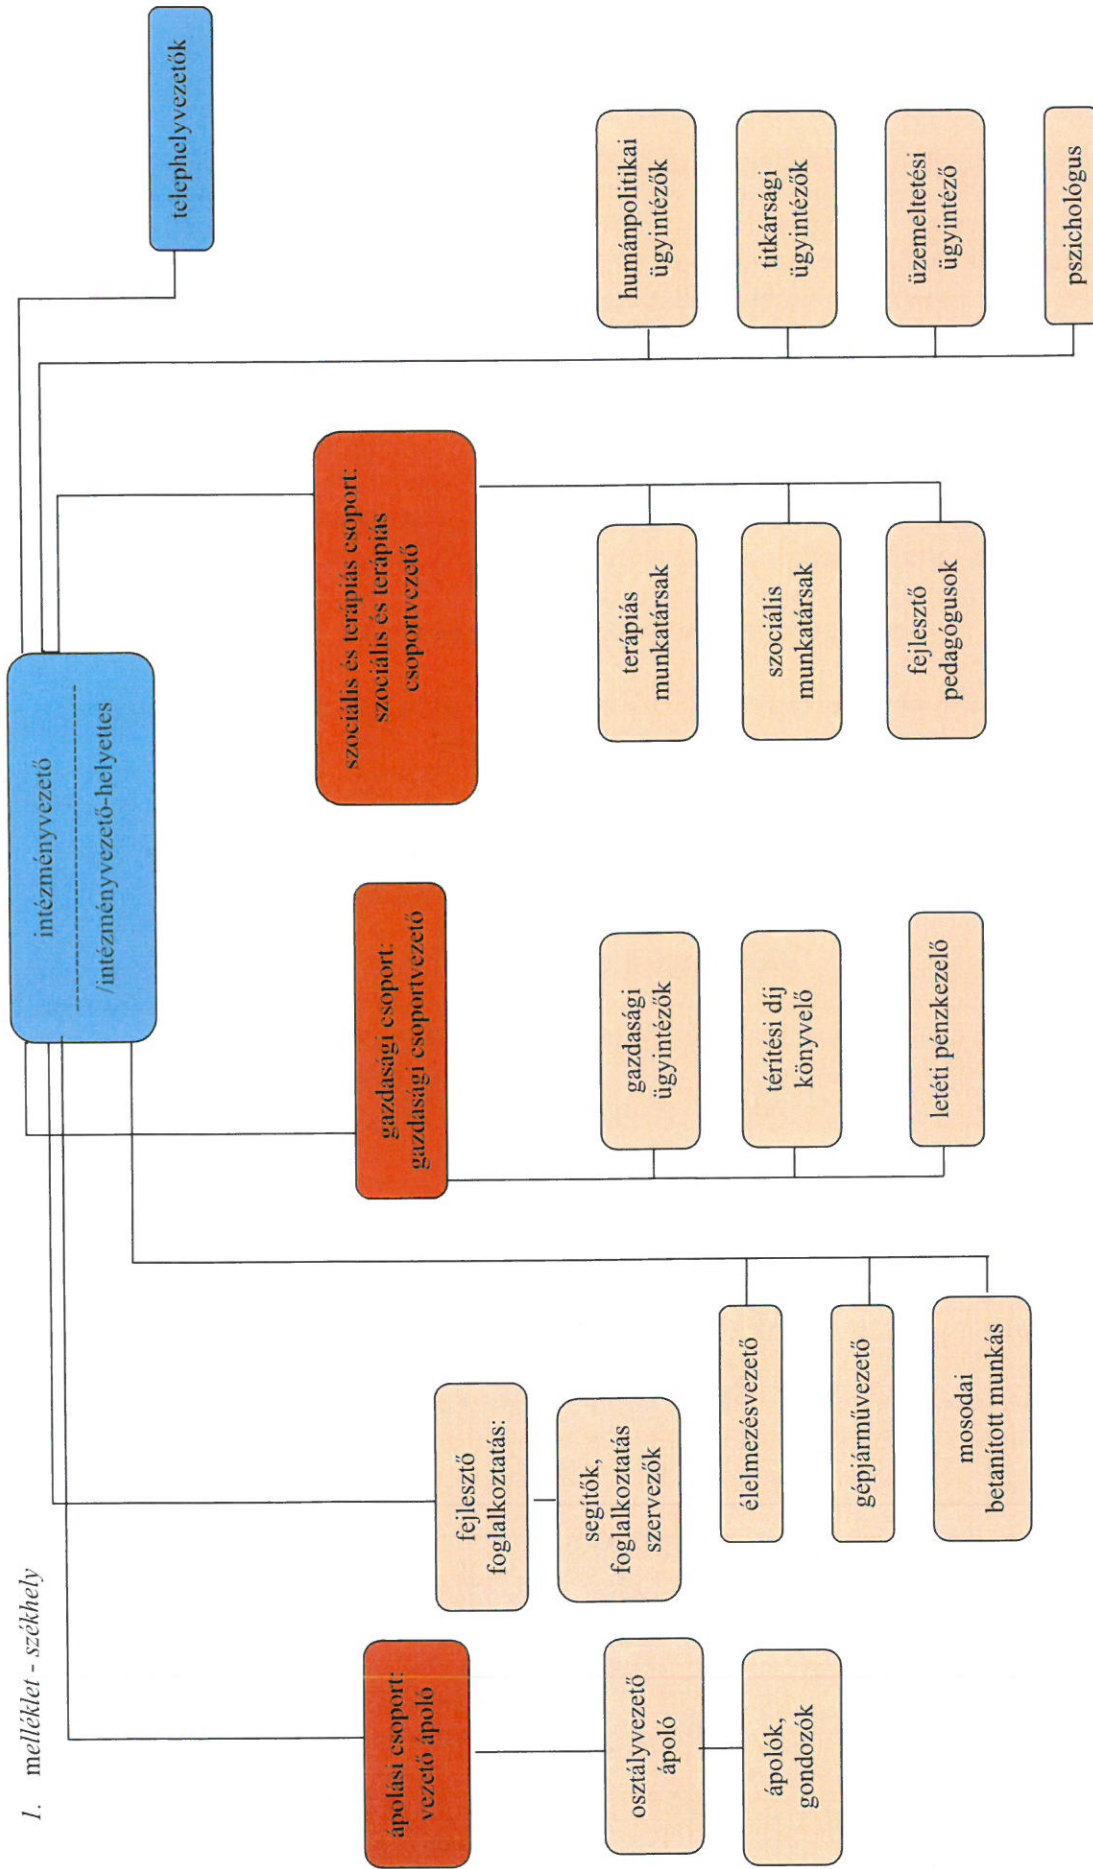 1. melléklet - székhely
intézményvezető
/intézményvezető-helyettes
telephelyvezetők
ápolási csoport:
vezető ápoló
osztályvezető
ápoló
ápolók,
gondozók
fejlesztő
foglalkoztatás:
segítők,
foglalkoztatás
szervezők
élelmezésvezető
gépjárművezető
mosodai
betanított munkás
gazdasági csoport:
gazdasági csoportvezető
gazdasági
ügyintézők
térítési díj
könyvelő
letéti pénzkezelő
szociális és terápiás csoport:
szociális és terápiás
csoportvezető
terápiás
munkatársak
szociális
munkatársak
fejlesztő
pedagógusok
humánpolitikai
ügyintézők
titkársági
ügyintézők
üzemeltetési
ügyintéző
pszichológus